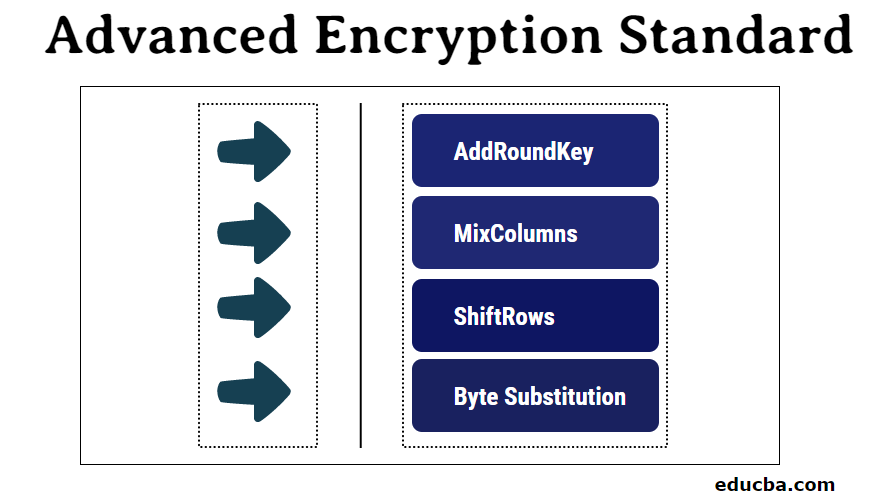 Advanced Encryption Standard
AddRoundKey
MixColumns
ShiftRows
Byte Substitution
educba.com